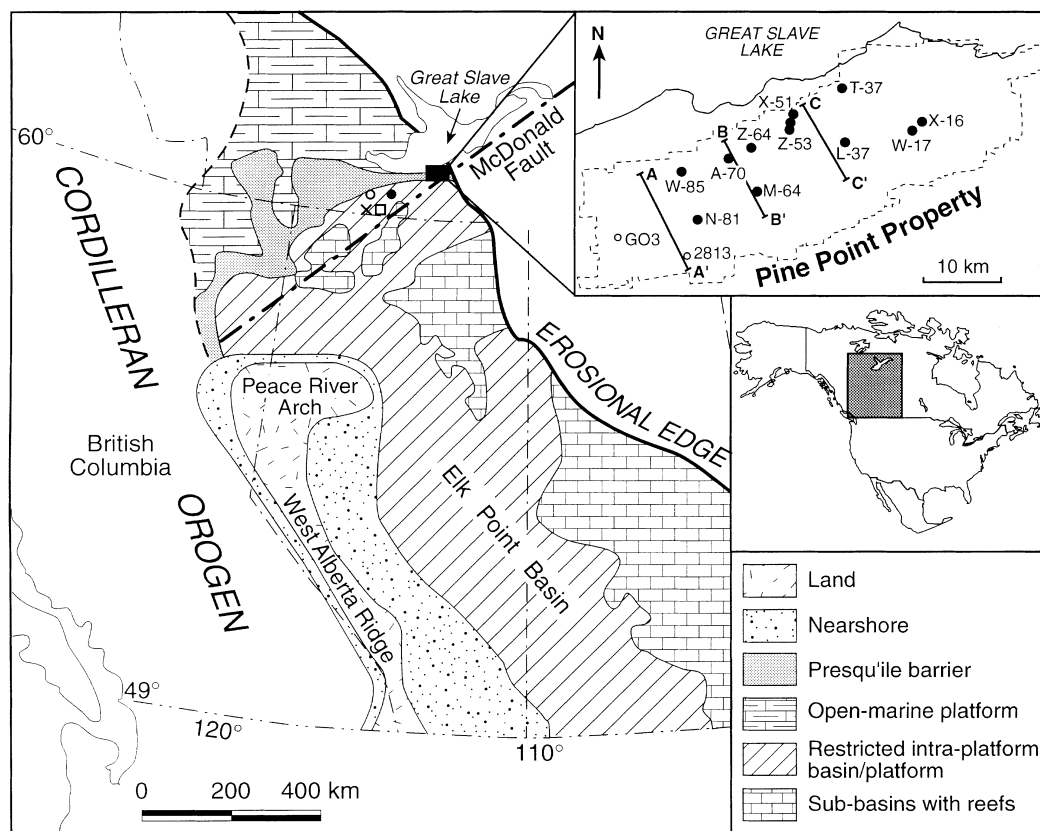 60°
CORDILLERAN
OROGEN
British
Columbia
Great Slave
Lake
McDonald
Fault
EROSIONAL EDGE
Peace River
Arch
West Alberta Ridge
Elk Point Basin
49°
120°
110°
0 200 400 km
N
GREAT SLAVE
LAKE
T-37
X-51
C
X-16
Z-53
W-17
B
Z-64
L-37
A
A-70
W-85
C'
M-64
N-81
B'
GO3
2813
A'
Pine Point Property
10 km
Land
Nearshore
Presqu'ile barrier
Open-marine platform
Restricted intra-platform
basin/platform
Sub-basins with reefs